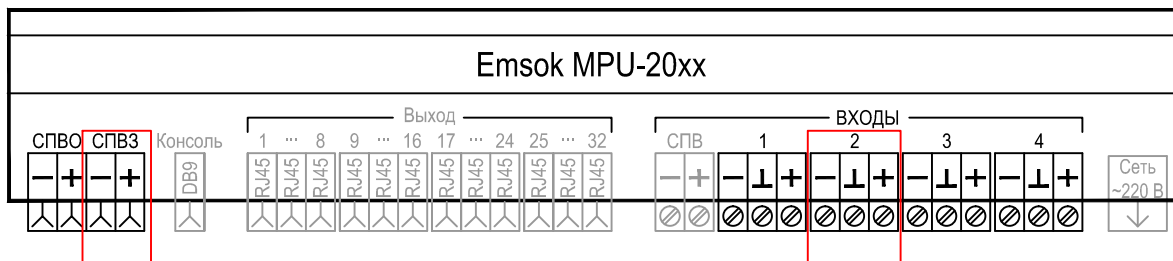 Emsok MPU-20xx
Выход
ВХОДЫ
СПВО СПВЗ Консоль 1 ... 8 9 ... 16 17 ... 24 25 ... 32 СПВ 1 2 3 4
− + − + DB9 RJ45 RJ45 RJ45 RJ45 RJ45 RJ45 RJ45 RJ45 RJ45 RJ45 RJ45 RJ45 − + − ⊥ + − ⊥ + − ⊥ + − ⊥ + Сеть
~220 В